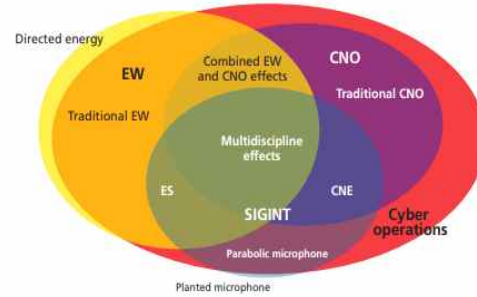 Directed energy
EW
Combined EW
and CNO effects
CNO
Traditional EW
Traditional CNO
Multidiscipline
effects
ES
CNE
SIGINT
Cyber
operations
Parabolic microphone
Planted microphone